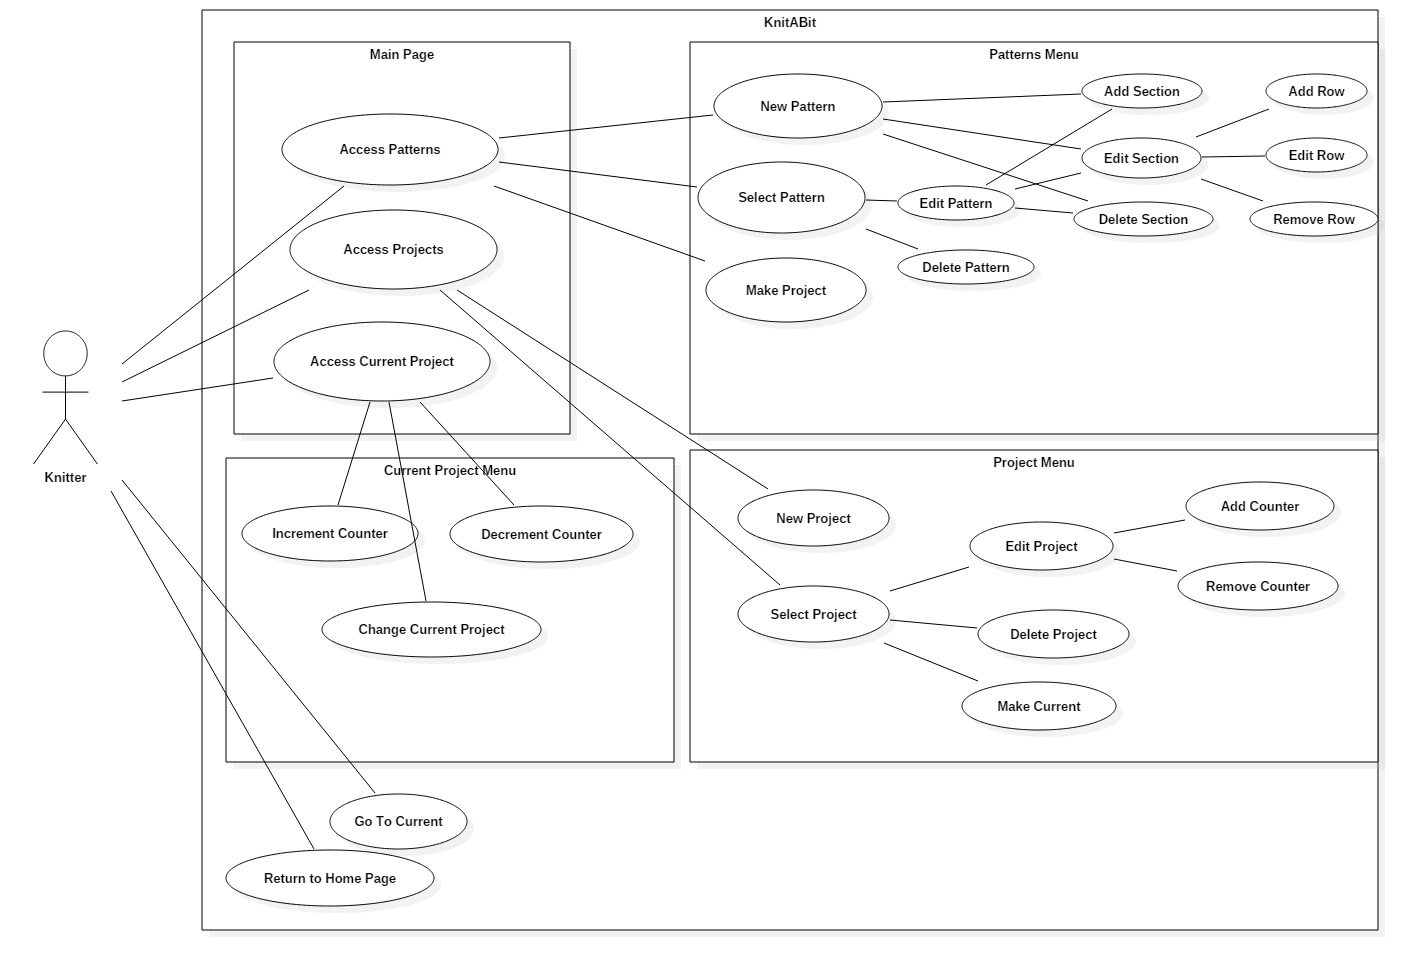 KnitABit
Main Page
Access Patterns
Access Projects
Access Current Project
Patterns Menu
New Pattern
Select Pattern
Make Project
Edit Pattern
Delete Pattern
Add Section
Edit Section
Delete Section
Add Row
Edit Row
Remove Row
Knitter
Current Project Menu
Increment Counter
Decrement Counter
Change Current Project
Project Menu
New Project
Select Project
Edit Project
Delete Project
Make Current
Add Counter
Remove Counter
Go To Current
Return to Home Page